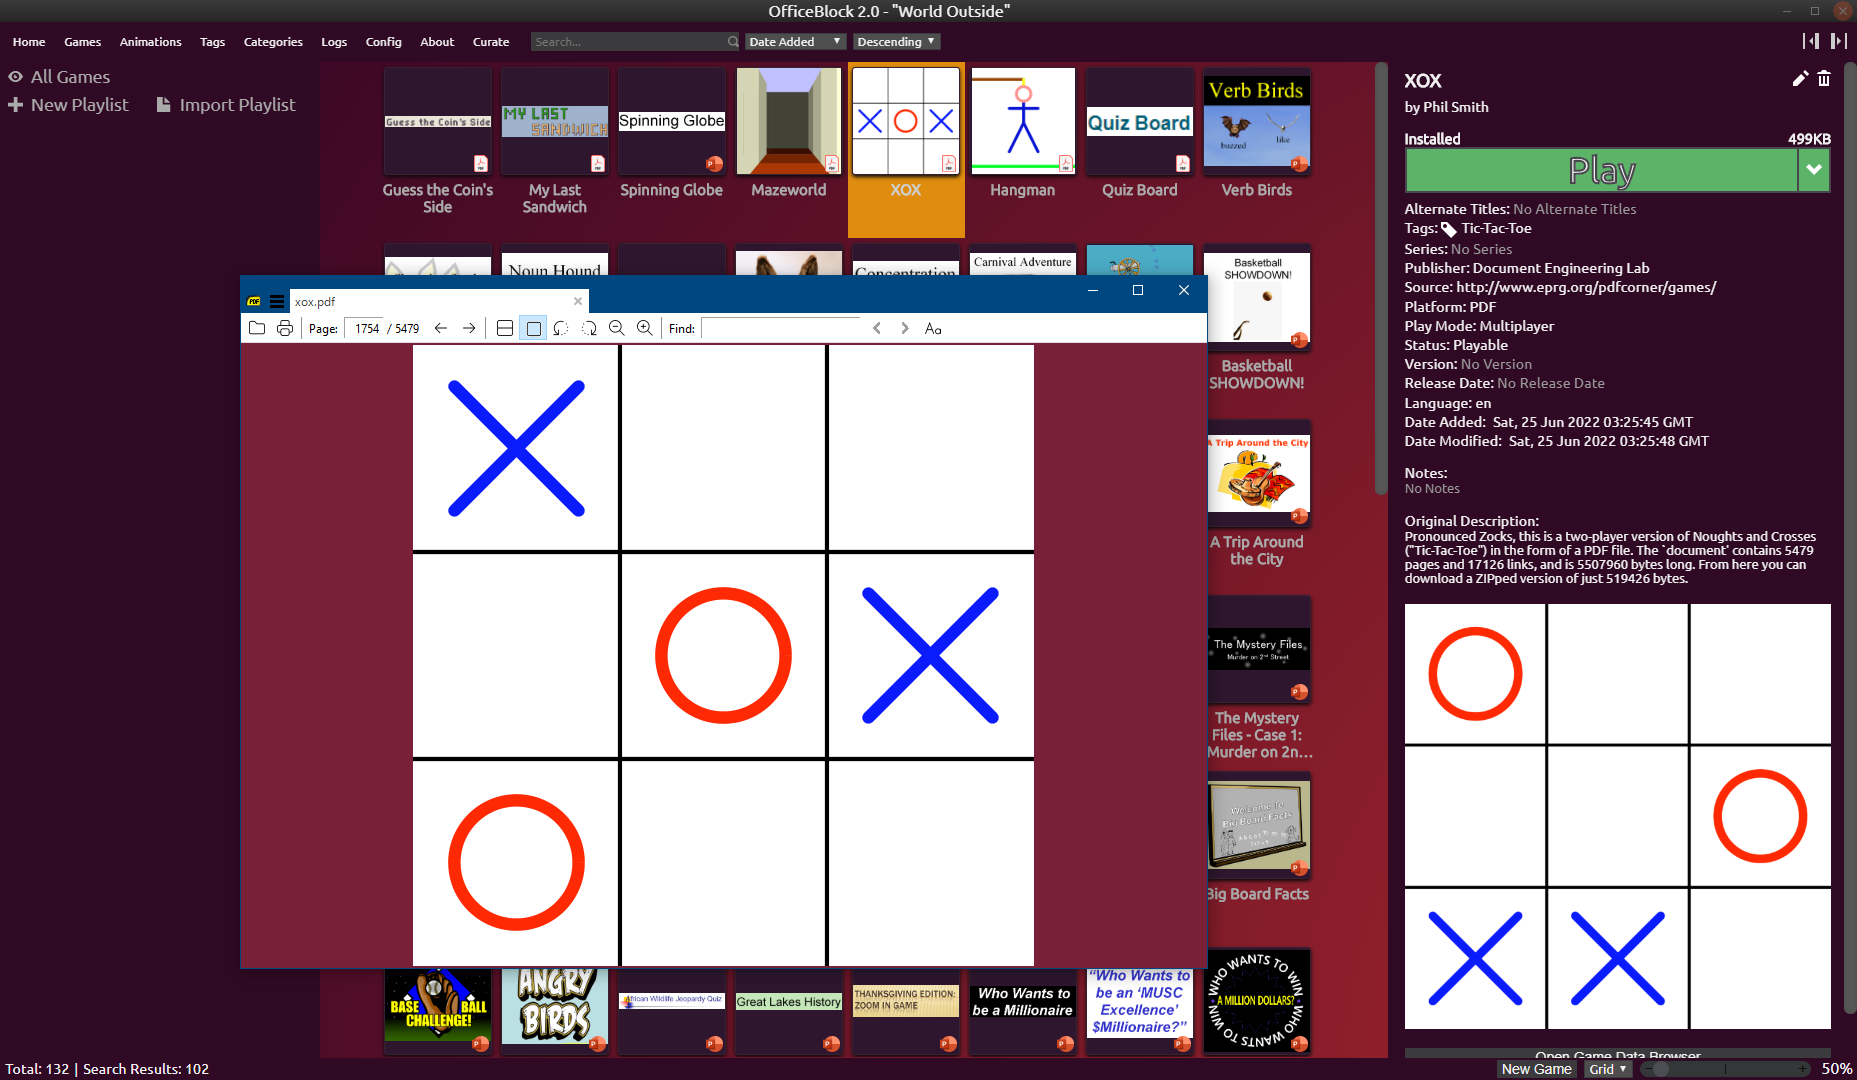 OfficeBlock 2.0 - "World Outside"
Home Games Animations Tags Categories Logs Config About Curate Search... Date Added Descending
All Games
New Playlist Import Playlist
Guess the Coin's Side
MY LAST SANDWICH
Spinning Globe
Quiz Board
Verb Birds
buzzed like
Guess the Coin's
Side
My Last
Sandwich
Spinning Globe
Mazeworld
XOX
Hangman
Quiz Board
Verb Birds
Noun Hound
Concentration
Carnival Adventure
Basketball
SHOWDOWN!
Basketball
SHOWDOWN!
xox.pdf
Page: 1754 / 5479 Find:
A Trip Around the City
A Trip Around
the City
The Mystery Files
Murder on 2nd Street
The Mystery
Files - Case 1:
Murder on 2n...
Welcome to
Big Board Facts
Big Board Facts
BASE BALL
CHALLENGE!
ANGRY
BIRDS
African Wildlife Jeopardy Quiz
Great Lakes History
THANKSGIVING EDITION:
ZOOM IN GAME
Who Wants to
be a Millionaire
"Who Wants to
be an 'MUSC
Excellence'
$Millionaire?"
WHO WANTS TO WIN
A MILLION DOLLARS?
WHO WANTS TO WIN
XOX
by Phil Smith
Installed 499KB
Play
Alternate Titles: No Alternate Titles
Tags: Tic-Tac-Toe
Series: No Series
Publisher: Document Engineering Lab
Source: http://www.eprg.org/pdfcorner/games/
Platform: PDF
Play Mode: Multiplayer
Status: Playable
Version: No Version
Release Date: No Release Date
Language: en
Date Added: Sat, 25 Jun 2022 03:25:45 GMT
Date Modified: Sat, 25 Jun 2022 03:25:48 GMT
Notes:
No Notes
Original Description:
Pronounced Zocks, this is a two-player version of Noughts and Crosses
("Tic-Tac-Toe") in the form of a PDF file. The `document' contains 5479
pages and 17126 links, and is 5507960 bytes long. From here you can
download a ZIPped version of just 519426 bytes.
Open Game Data Browser
Total: 132 | Search Results: 102
New Game Grid 50%